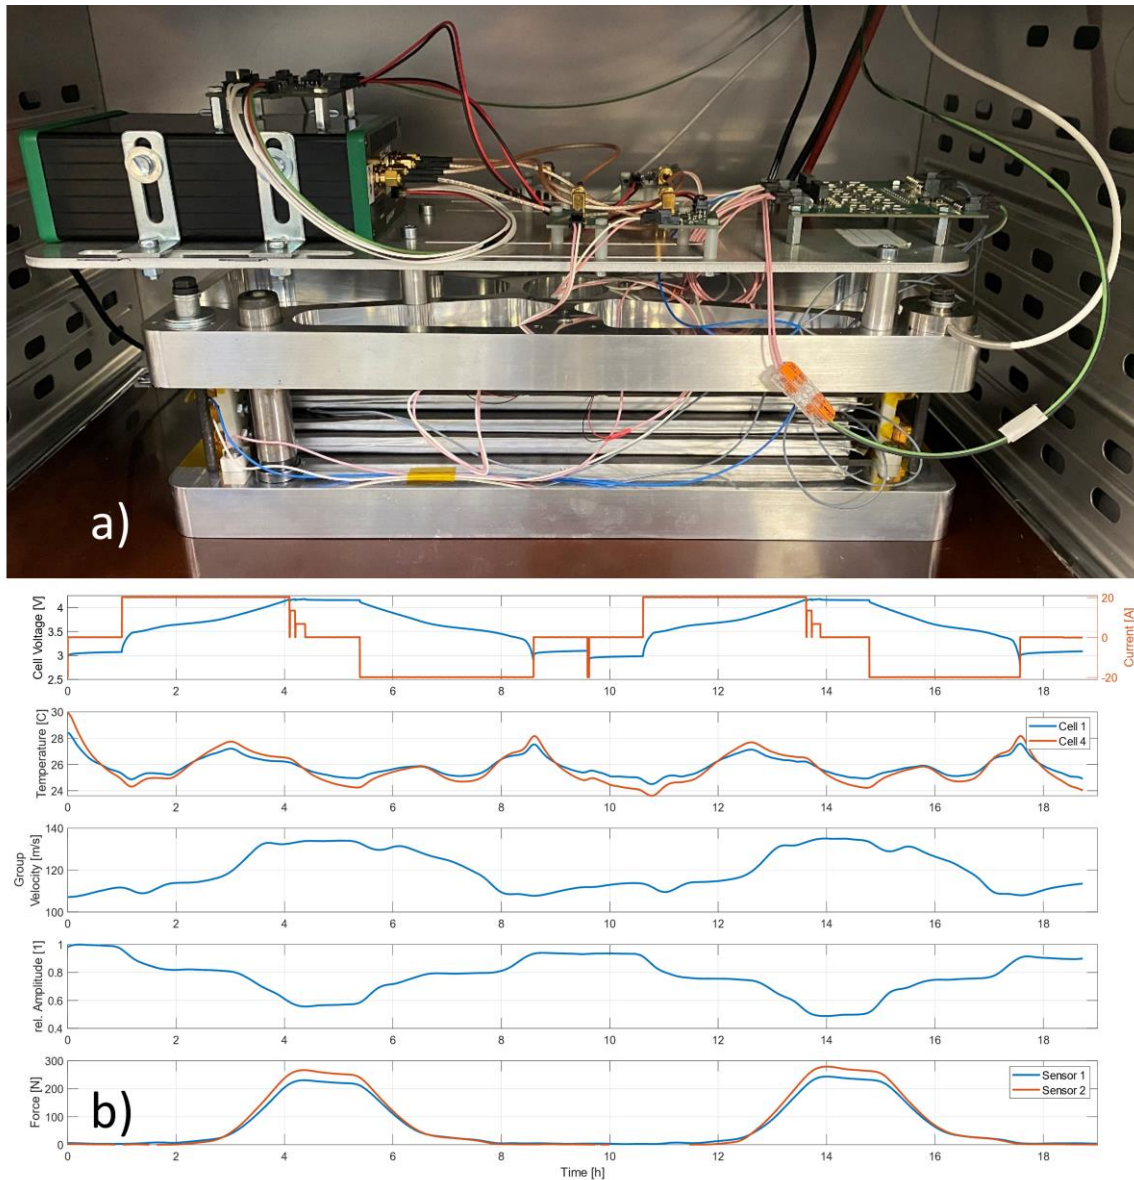 a)
Cell Voltage [V]
4
3.5
3
2.5
20
0
-20
Current [A]
0 2 4 6 8 10 12 14 16 18
Temperature [C]
30
28
26
24
Cell 1
Cell 4
0 2 4 6 8 10 12 14 16 18
Group
Velocity [m/s]
140
120
100
0 2 4 6 8 10 12 14 16 18
rel. Amplitude [1]
1
0.8
0.6
0.4
0 2 4 6 8 10 12 14 16 18
b)
Force [N]
300
200
100
0
Sensor 1
Sensor 2
0 2 4 6 8 10 12 14 16 18
Time [h]